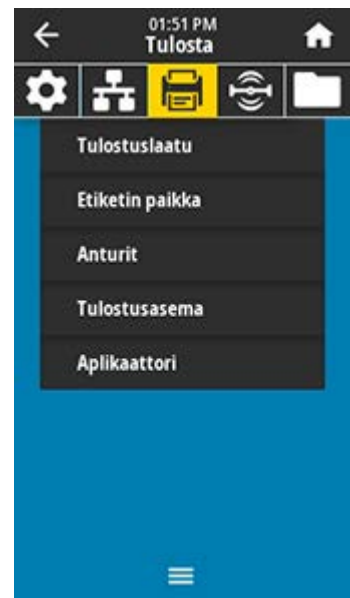 01:51 PM
Tulosta
Tulostuslaatu
Etiketin paikka
Anturit
Tulostusasema
Aplikaattori